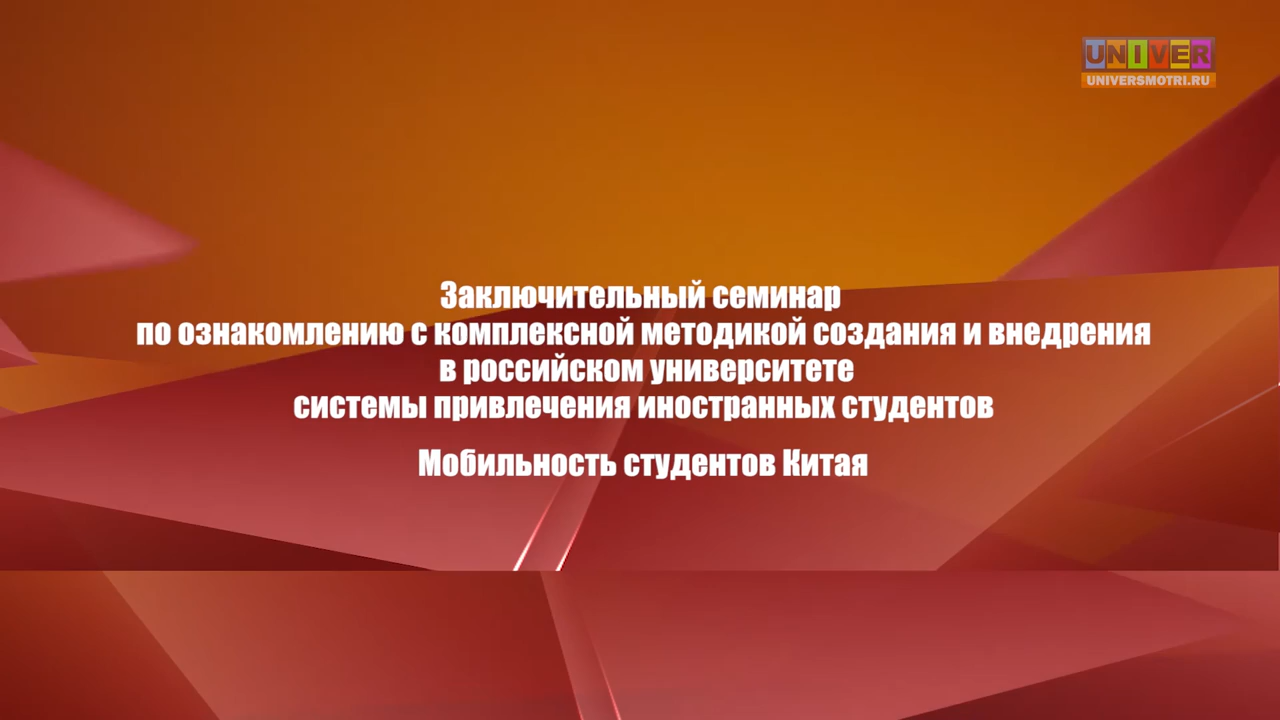 UNIVER
UNIVERSMOTRI.RU
Заключительный семинар
по ознакомлению с комплексной методикой создания и внедрения
в российском университете
системы привлечения иностранных студентов
Мобильность студентов Китая